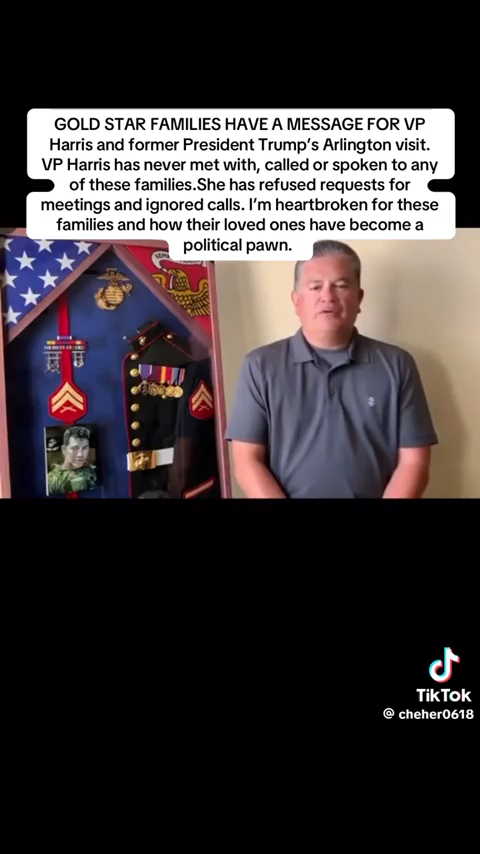 GOLD STAR FAMILIES HAVE A MESSAGE FOR VP
Harris and former President Trump's Arlington visit.
VP Harris has never met with, called or spoken to any
of these families.She has refused requests for
meetings and ignored calls. I'm heartbroken for these
families and how their loved ones have become a
political pawn.
TikTok
@ cheher0618